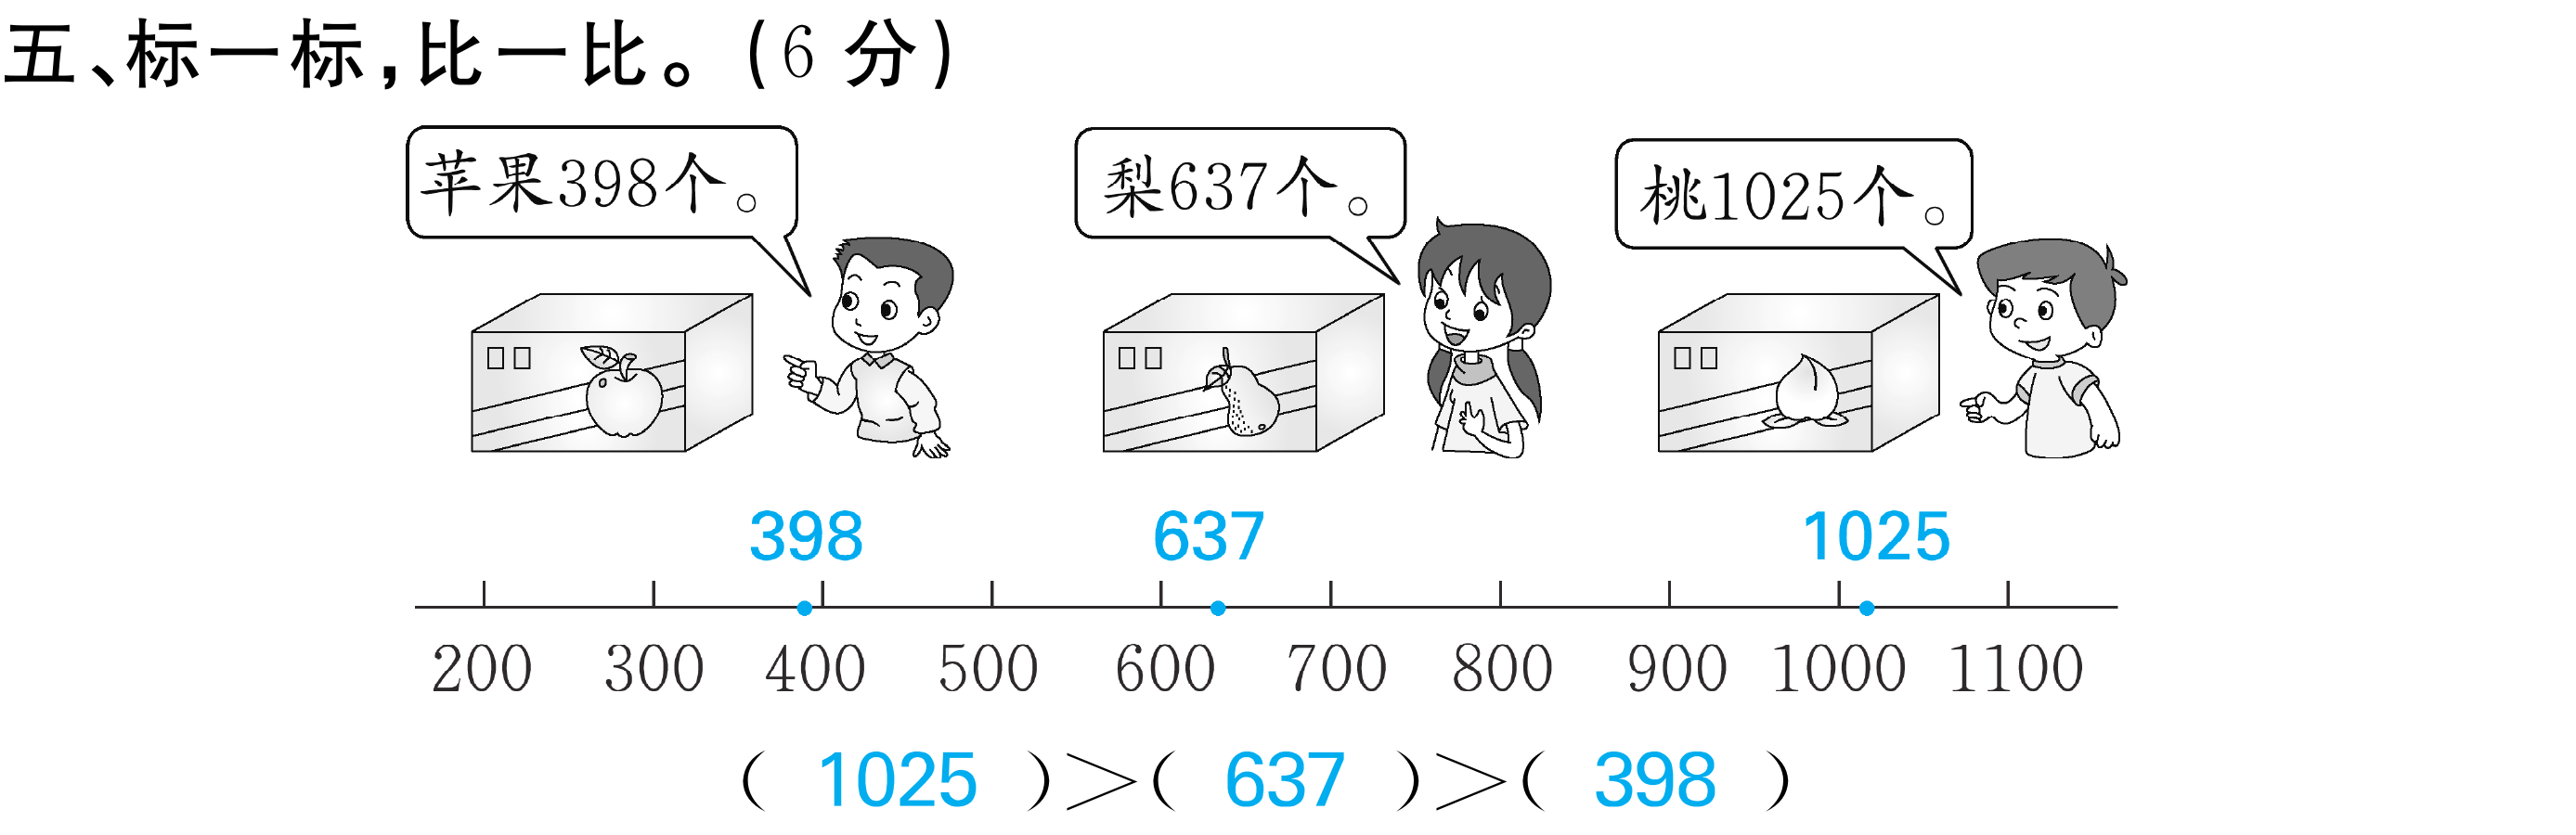 五、标一标,比一比。(6 分)
苹果398个。
梨637个。
桃1025个。
398 637 1025
200 300 400 500 600 700 800 900 1000 1100
( 1025 )>( 637 )>( 398 )